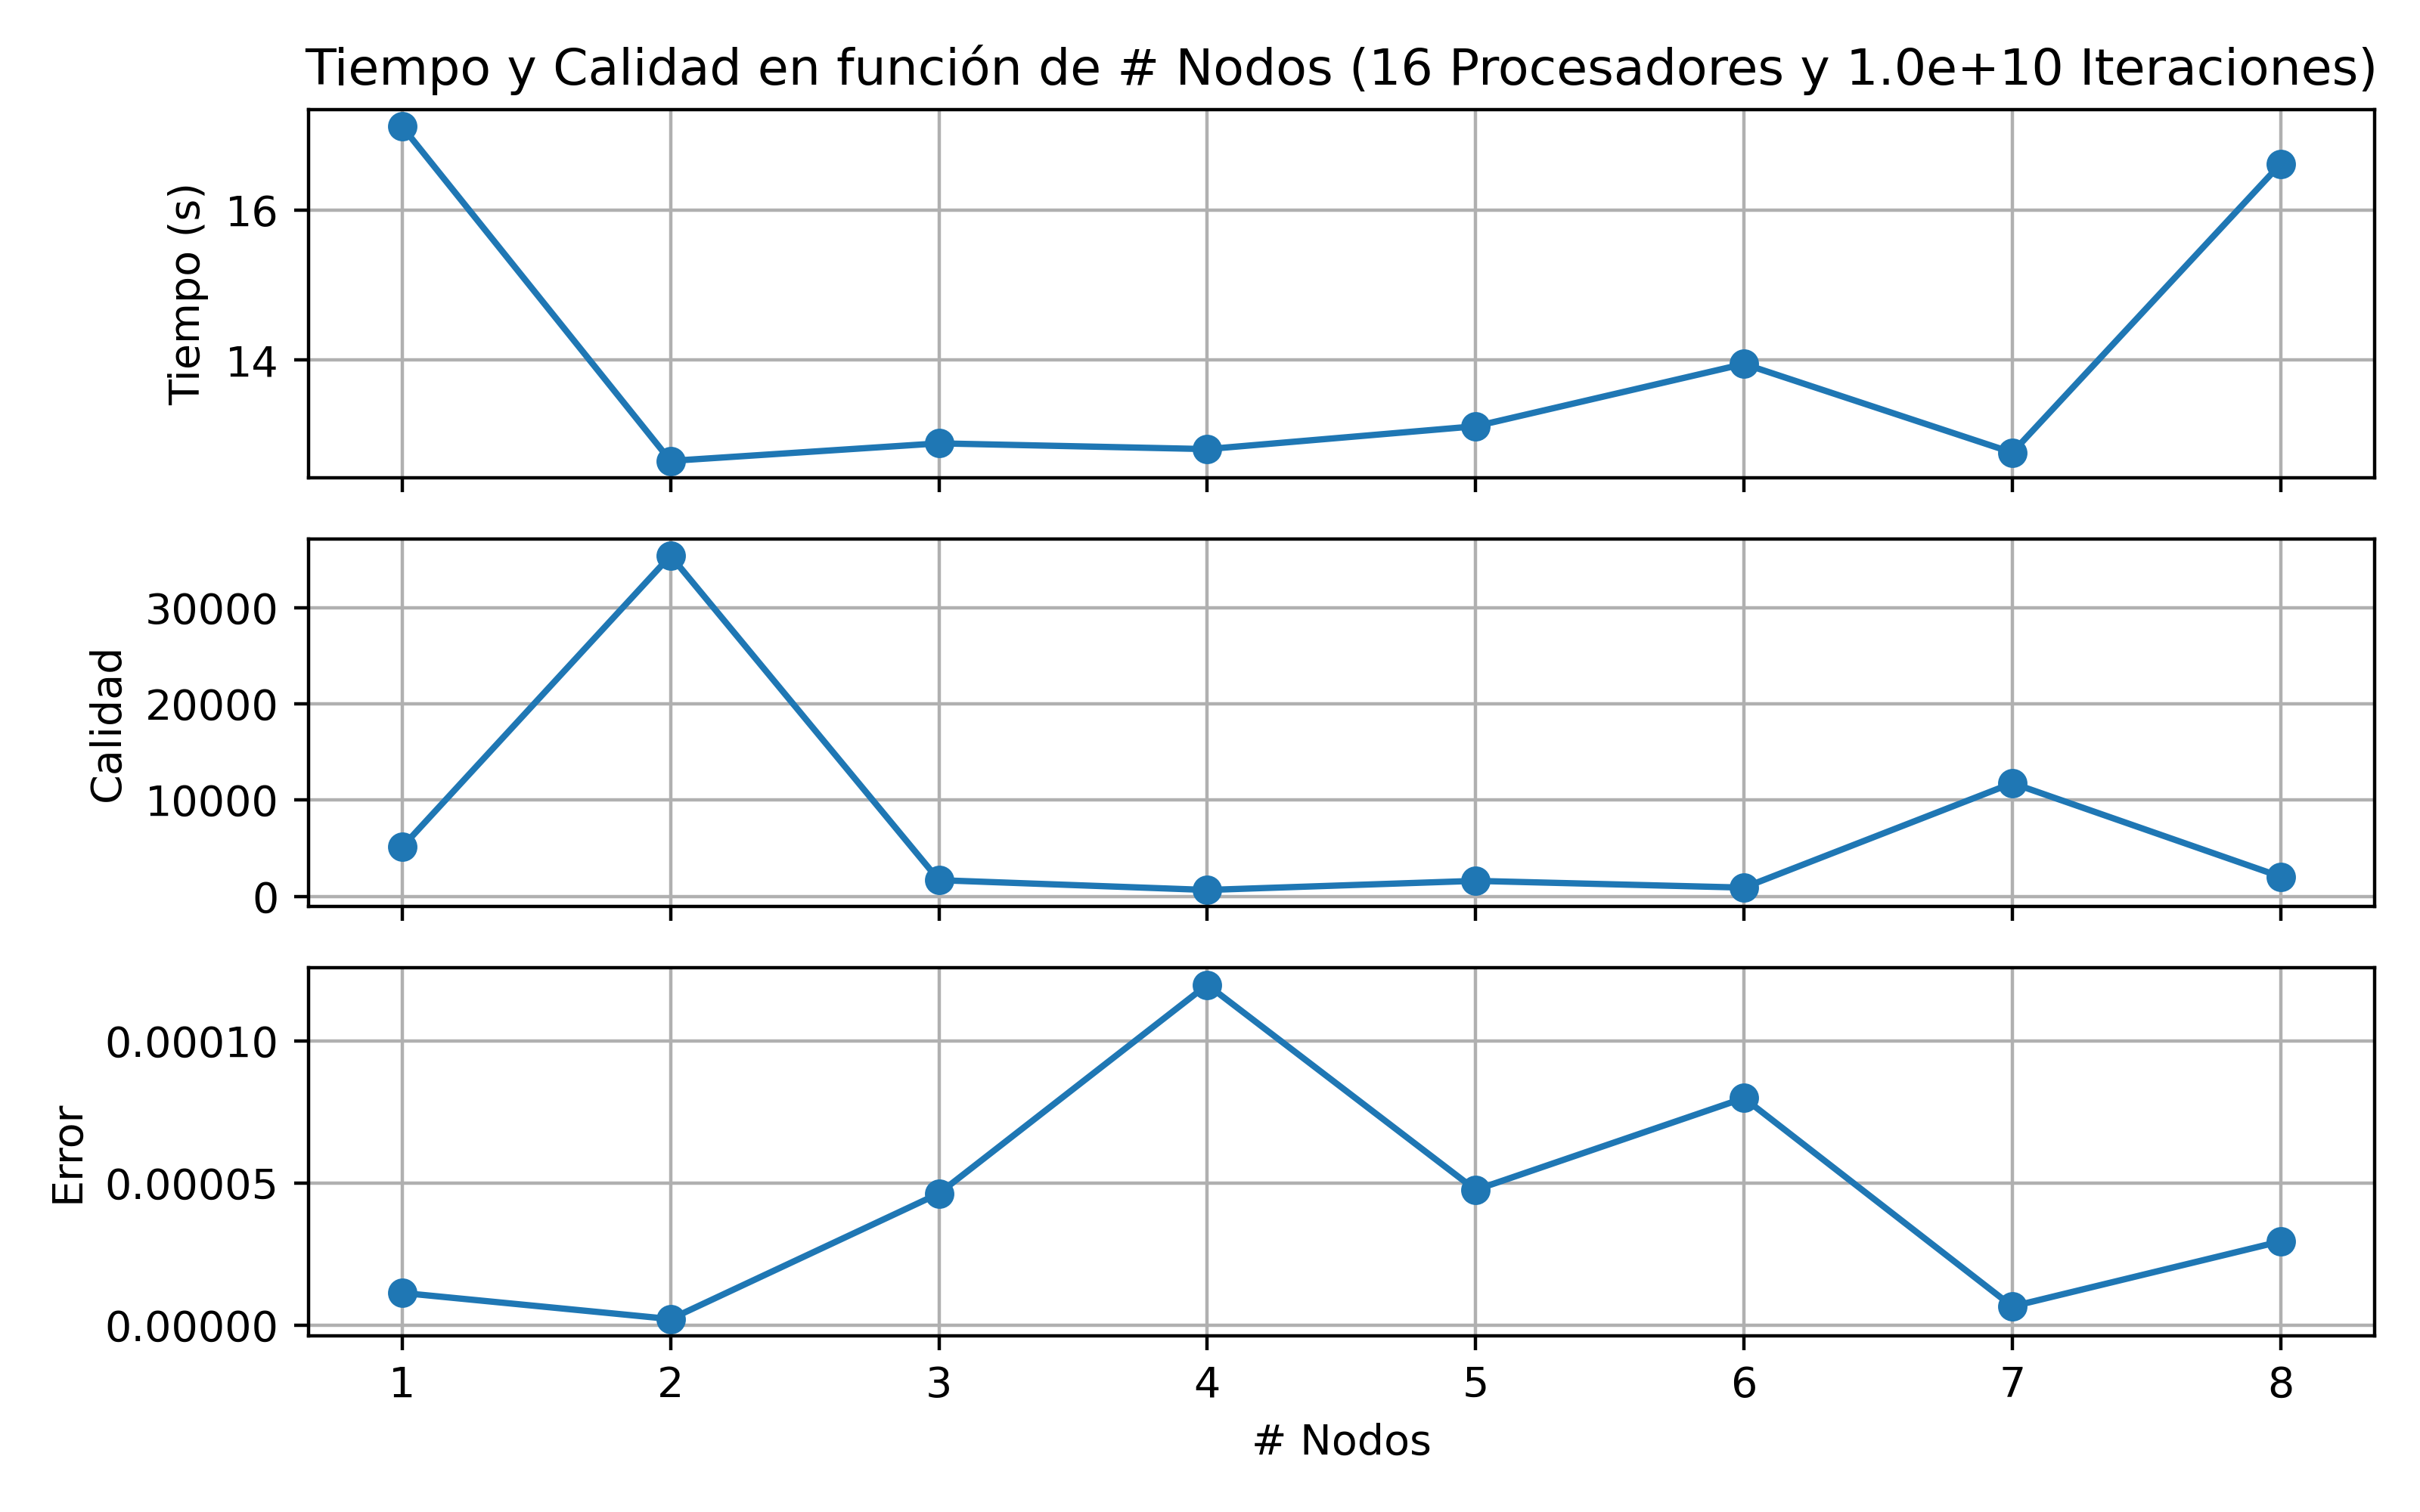 Tiempo y Calidad en función de # Nodos (16 Procesadores y 1.0e+10 Iteraciones)
Tiempo (s)
16
14
Calidad
30000
20000
10000
0
Error
0.00010
0.00005
0.00000
1 2 3 4 5 6 7 8
# Nodos